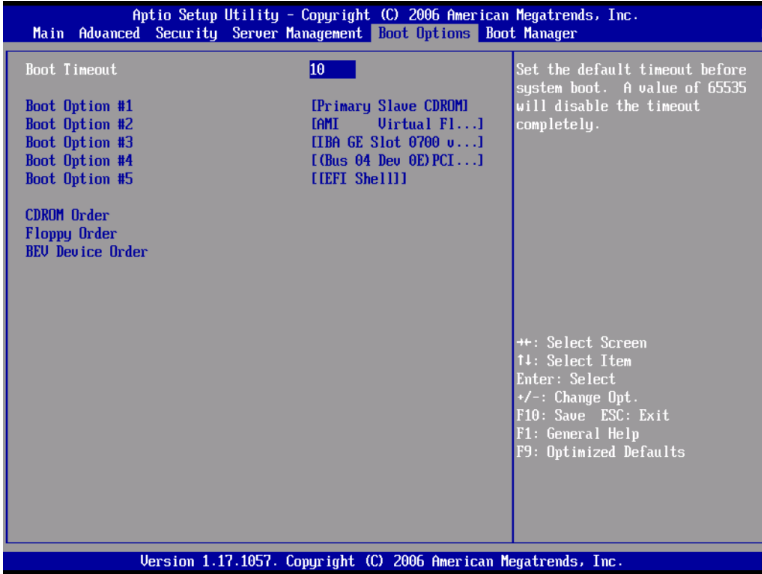 Aptio Setup Utility - Copyright (C) 2006 American Megatrends, Inc.
Main Advanced Security Server Management Boot Options Boot Manager
Boot Timeout 10
Boot Option #1 [Primary Slave CDROM]
Boot Option #2 [AMI Virtual Fl...]
Boot Option #3 [IBA GE Slot 0700 v...]
Boot Option #4 [(Bus 04 Dev 0E)PCI...]
Boot Option #5 [[EFI Shell]]
CDROM Order
Floppy Order
BEV Device Order
Set the default timeout before
system boot. A value of 65535
will disable the timeout
completely.
→←: Select Screen
↑↓: Select Item
Enter: Select
+/-: Change Opt.
F10: Save ESC: Exit
F1: General Help
F9: Optimized Defaults
Version 1.17.1057. Copyright (C) 2006 American Megatrends, Inc.